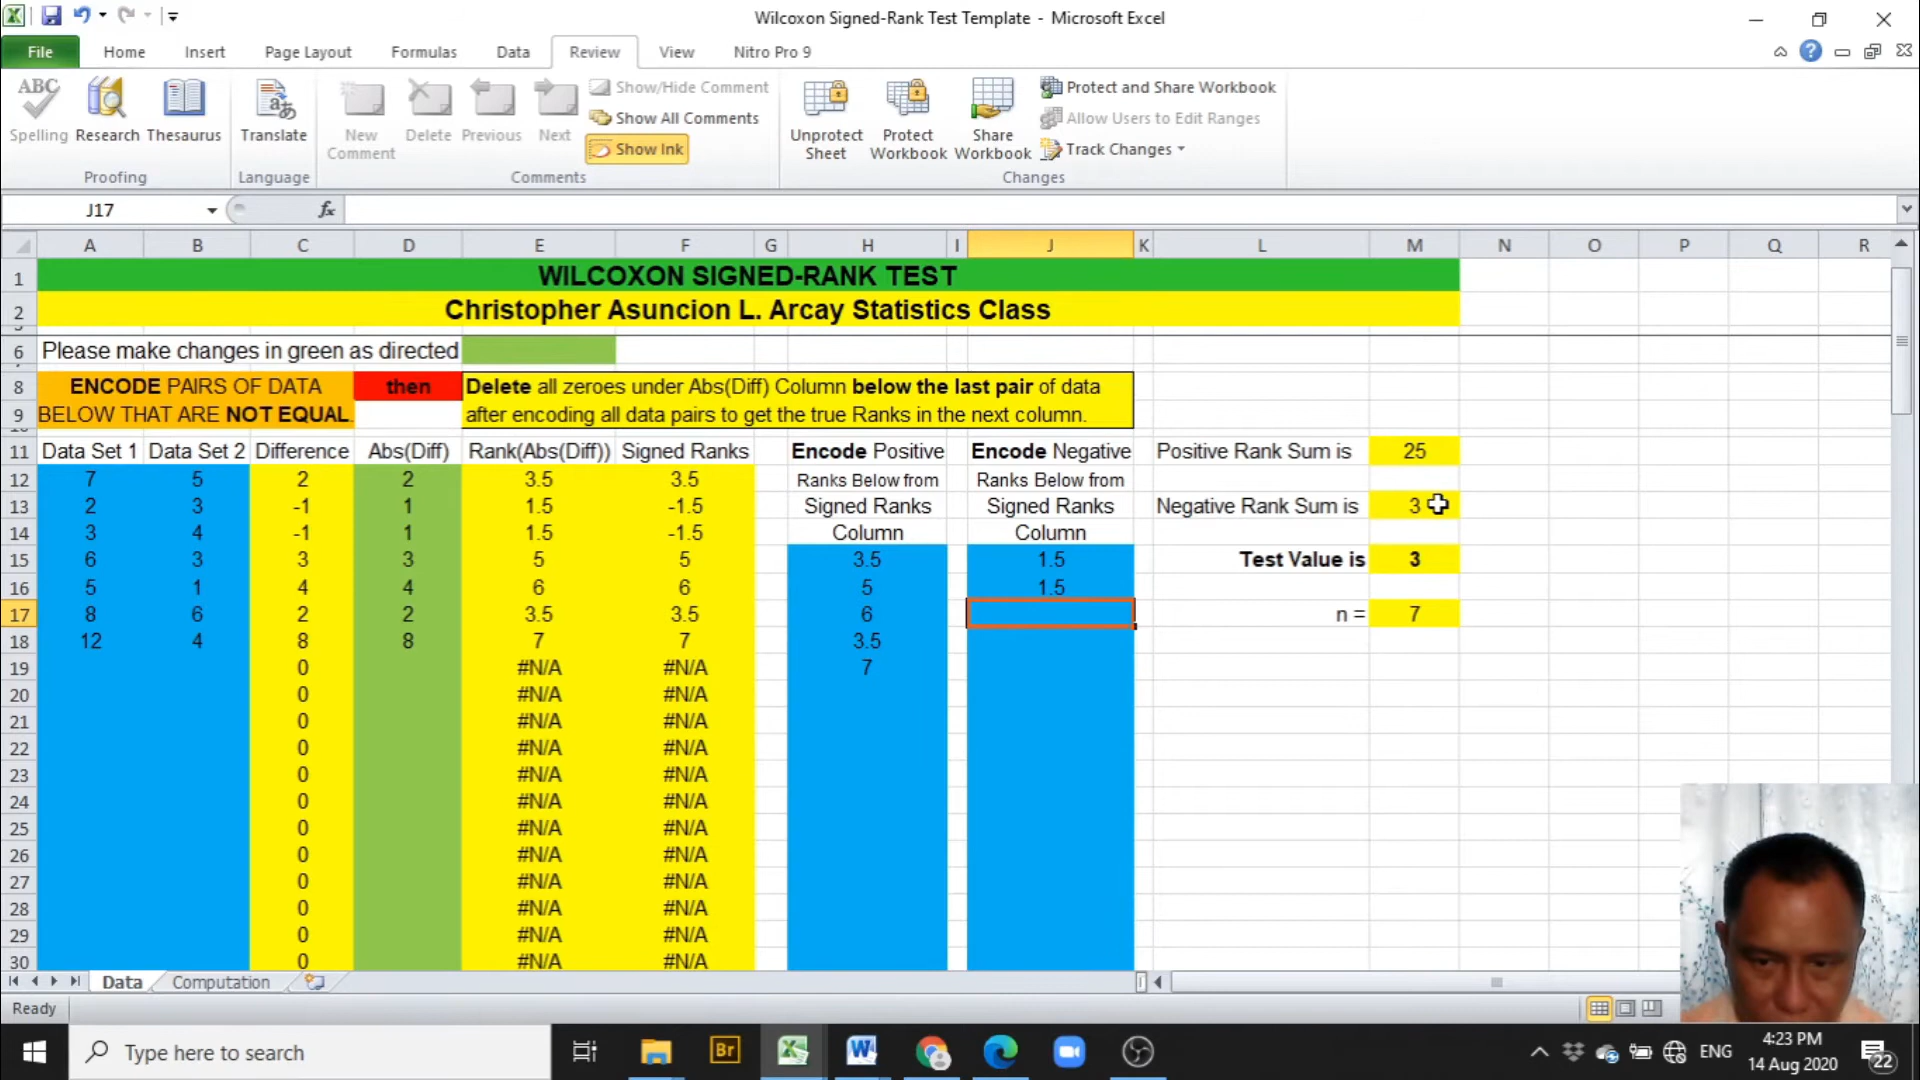 Wilcoxon Signed-Rank Test Template - Microsoft Excel
File Home Insert Page Layout Formulas Data Review View Nitro Pro 9
ABC
Spelling Research Thesaurus
Translate
New Comment
Delete Previous Next
Show/Hide Comment
Show All Comments
Show Ink
Unprotect Sheet
Protect Workbook
Share Workbook
Protect and Share Workbook
Allow Users to Edit Ranges
Track Changes
Proofing Language Comments Changes
J17 fx
A B C D E F G H I J K L M N O P Q R
1 WILCOXON SIGNED-RANK TEST
2 Christopher Asuncion L. Arcay Statistics Class
6 Please make changes in green as directed
8 ENCODE PAIRS OF DATA then Delete all zeroes under Abs(Diff) Column below the last pair of data
9 BELOW THAT ARE NOT EQUAL. after encoding all data pairs to get the true Ranks in the next column.
11 Data Set 1 Data Set 2 Difference Abs(Diff) Rank(Abs(Diff)) Signed Ranks Encode Positive Encode Negative Positive Rank Sum is 25
12 7 5 2 2 3.5 3.5 Ranks Below from Ranks Below from
13 2 3 -1 1 1.5 -1.5 Signed Ranks Signed Ranks Negative Rank Sum is 3
14 3 4 -1 1 1.5 -1.5 Column Column
15 6 3 3 3 5 5 3.5 1.5 Test Value is 3
16 5 1 4 4 6 6 5 1.5
17 8 6 2 2 3.5 3.5 6 n = 7
18 12 4 8 8 7 7 3.5
19 0 #N/A #N/A 7
20 0 #N/A #N/A
21 0 #N/A #N/A
22 0 #N/A #N/A
23 0 #N/A #N/A
24 0 #N/A #N/A
25 0 #N/A #N/A
26 0 #N/A #N/A
27 0 #N/A #N/A
28 0 #N/A #N/A
29 0 #N/A #N/A
30 0 #N/A #N/A
Data Computation
Ready
Type here to search
Br
ENG
4:23 PM
14 Aug 2020
22